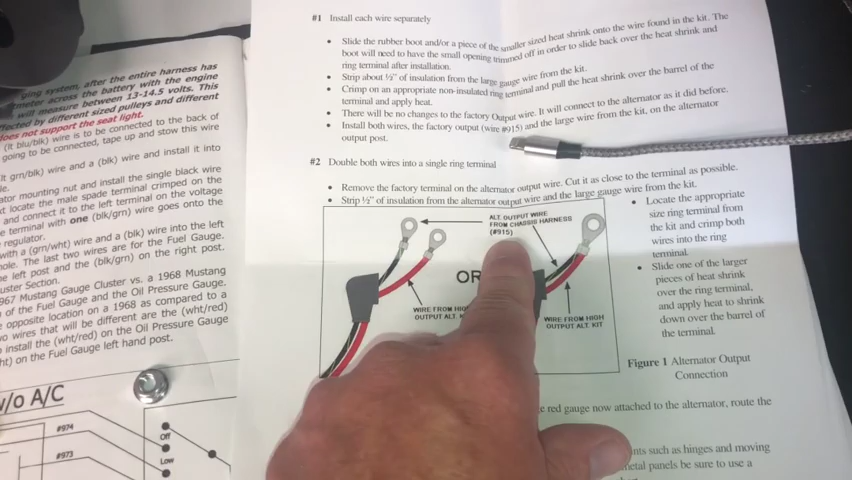 ging system, after the entire harness has
tmeter across the battery with the engine
will measure between 13-14.5 volts. This
ffected by different sized pulleys and different
does not support the seat light.
(lt blu/blk) wire is to be connected to the back of
going to be connected, tape up and stow this wire
lt grn/blk) wire and a (blk) wire and install it into
ator mounting nut and install the single black wire
locate the male spade terminal crimped on the
and connect it to the left terminal on the voltage
e terminal with one (blk/grn) wire goes onto the
regulator.
with a (grn/wht) wire and a (blk) wire into the left
hole. The last two wires are for the Fuel Gauge.
e left post and the (blk/grn) on the right post.
uster Section.
967 Mustang Gauge Cluster vs. a 1968 Mustang
n of the Fuel Gauge and the Oil Pressure Gauge.
e opposite location on a 1968 as compared to a
o wires that will be different are the (wht/red)
install the (wht/red) on the Oil Pressure Gauge
ht) on the Fuel Gauge left hand post.
w/o A/C
#974
#973
Off
Low
#1 Install each wire separately
• Slide the rubber boot and/or a piece of the smaller sized heat shrink onto the wire found in the kit. The
boot will need to have the small opening trimmed off in order to slide back over the heat shrink and
ring terminal after installation.
• Strip about ½" of insulation from the large gauge wire from the kit.
• Crimp on an appropriate non-insulated ring terminal and pull the heat shrink over the barrel of the
terminal and apply heat.
• There will be no changes to the factory Output wire. It will connect to the alternator as it did before.
• Install both wires, the factory output (wire #915) and the large wire from the kit, on the alternator
output post.
#2 Double both wires into a single ring terminal
• Remove the factory terminal on the alternator output wire. Cut it as close to the terminal as possible.
• Strip ½" of insulation from the alternator output wire and the large gauge wire from the kit.
ALT. OUTPUT WIRE
FROM CHASSIS HARNESS
(#915)
OR
WIRE FROM HIGH
OUTPUT ALT. K
WIRE FROM HIGH
OUTPUT ALT. KIT
• Locate the appropriate
size ring terminal from
the kit and crimp both
wires into the ring
terminal.
• Slide one of the larger
pieces of heat shrink
over the ring terminal,
and apply heat to shrink
down over the barrel of
the terminal.
Figure 1 Alternator Output
Connection
e red gauge now attached to the alternator, route the
ints such as hinges and moving
metal panels be sure to use a